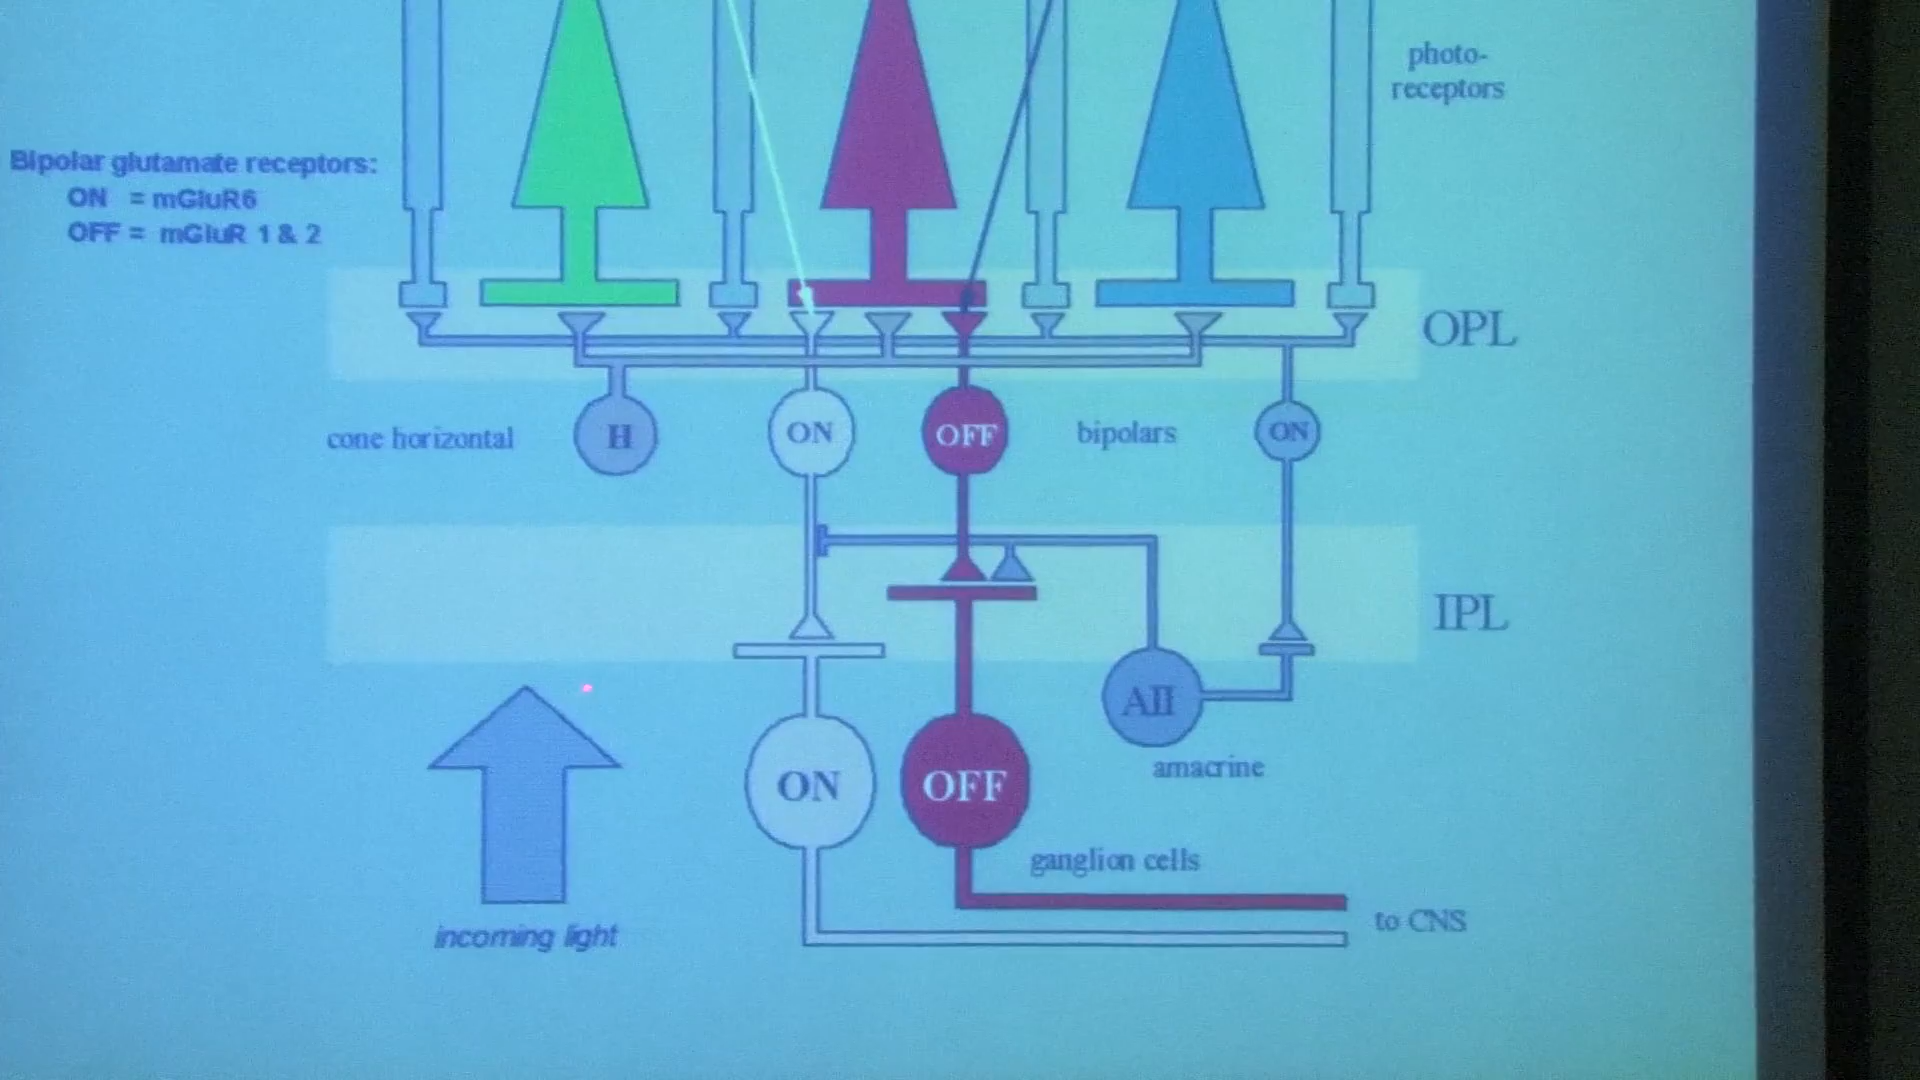 photo-
receptors
Bipolar glutamate receptors:
ON = mGluR6
OFF = mGluR 1 & 2
OPL
cone horizontal
H
ON
OFF
bipolars
ON
IPL
AII
amacrine
ON
OFF
ganglion cells
to CNS
incoming light